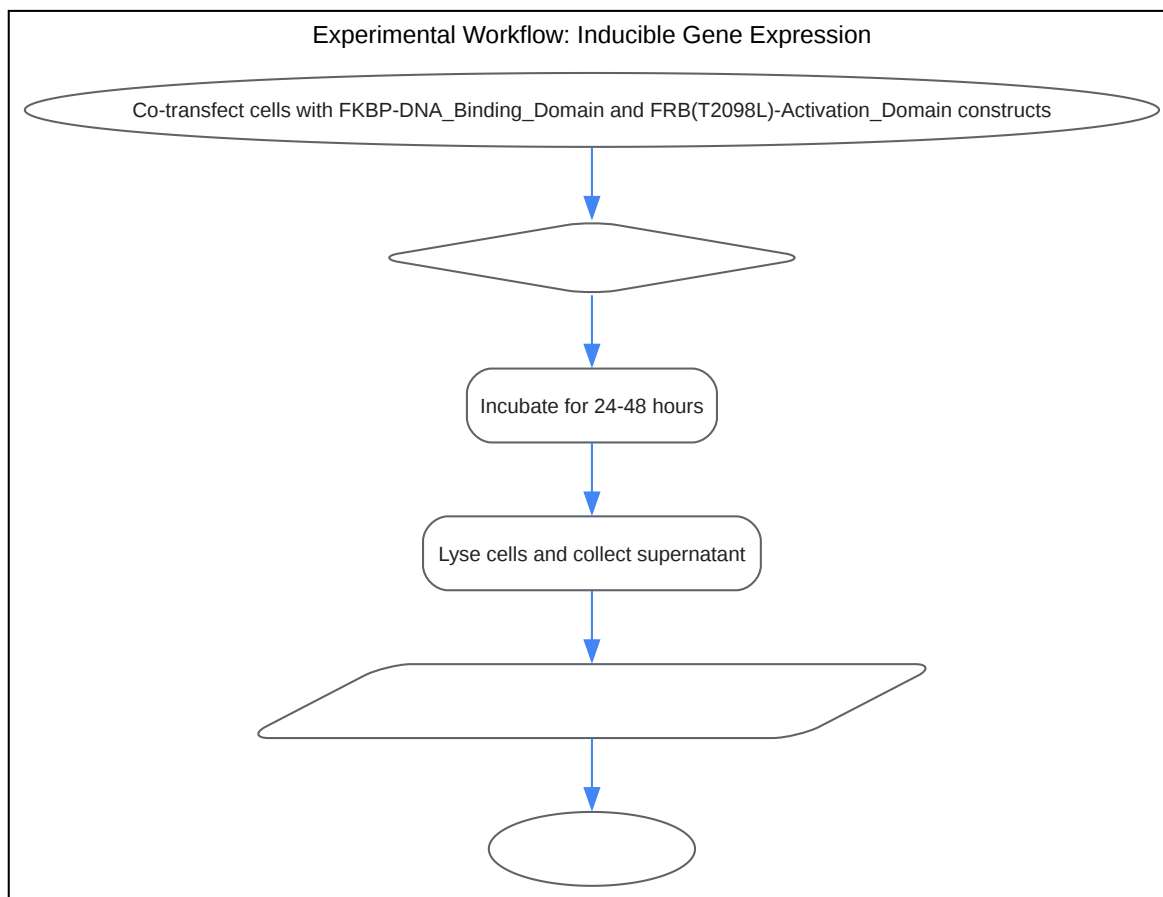 Experimental Workflow: Inducible Gene Expression
Co-transfect cells with FKBP-DNA_Binding_Domain and FRB(T2098L)-Activation_Domain constructs
Incubate for 24-48 hours
Lyse cells and collect supernatant